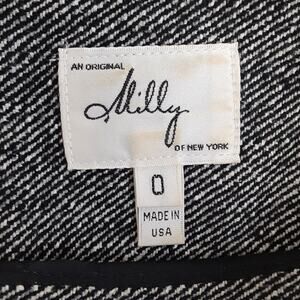 AN ORIGINAL
Milly
OF NEW YORK
0
MADE IN
USA